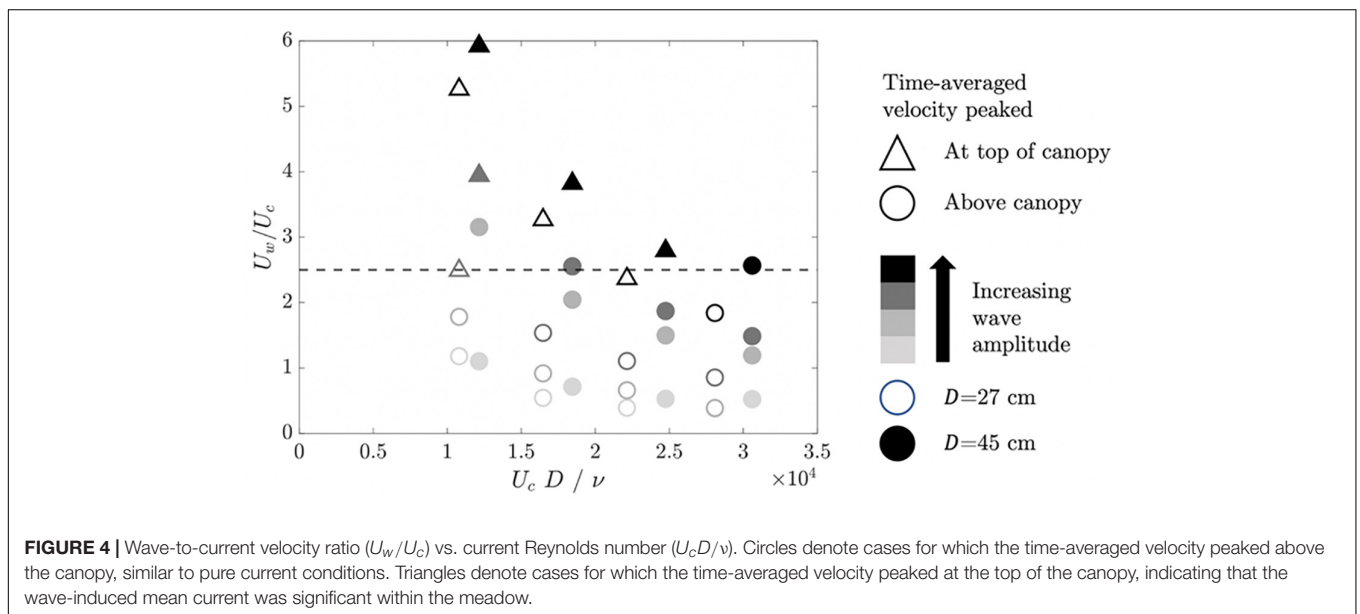 6
5
4
3
2
1
0
U_w/U_c
0 0.5 1 1.5 2 2.5 3 3.5
×10⁴
U_c D / ν
Time-averaged
velocity peaked
At top of canopy
Above canopy
Increasing
wave
amplitude
D=27 cm
D=45 cm
FIGURE 4 | Wave-to-current velocity ratio (U_w/U_c) vs. current Reynolds number (U_cD/ν). Circles denote cases for which the time-averaged velocity peaked above
the canopy, similar to pure current conditions. Triangles denote cases for which the time-averaged velocity peaked at the top of the canopy, indicating that the
wave-induced mean current was significant within the meadow.